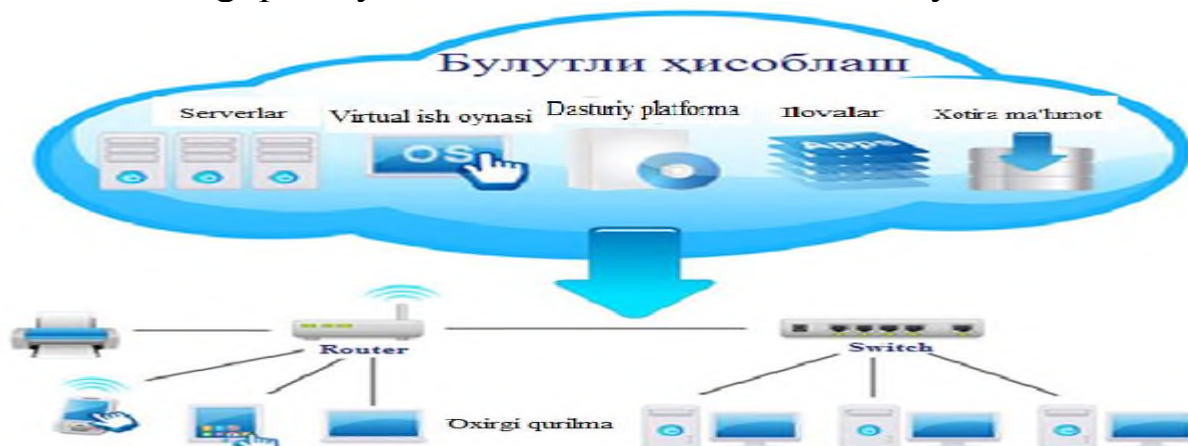 Булутли ҳисоблаш
Serverlar
Virtual ish oynasi
Dasturiy platforma
Ilovalar
Xotira ma'lumot
OS
Apps
Router
Switch
Oxirgi qurilma